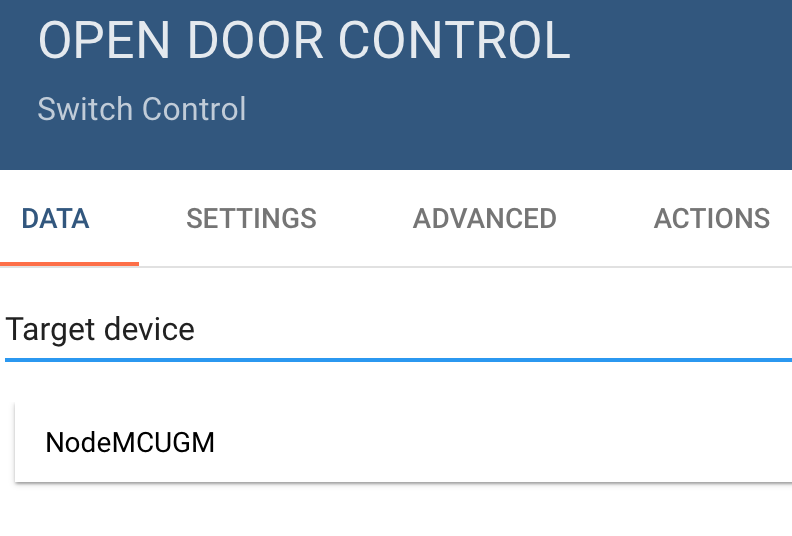 OPEN DOOR CONTROL
Switch Control
DATA SETTINGS ADVANCED ACTIONS
Target device
NodeMCUGM